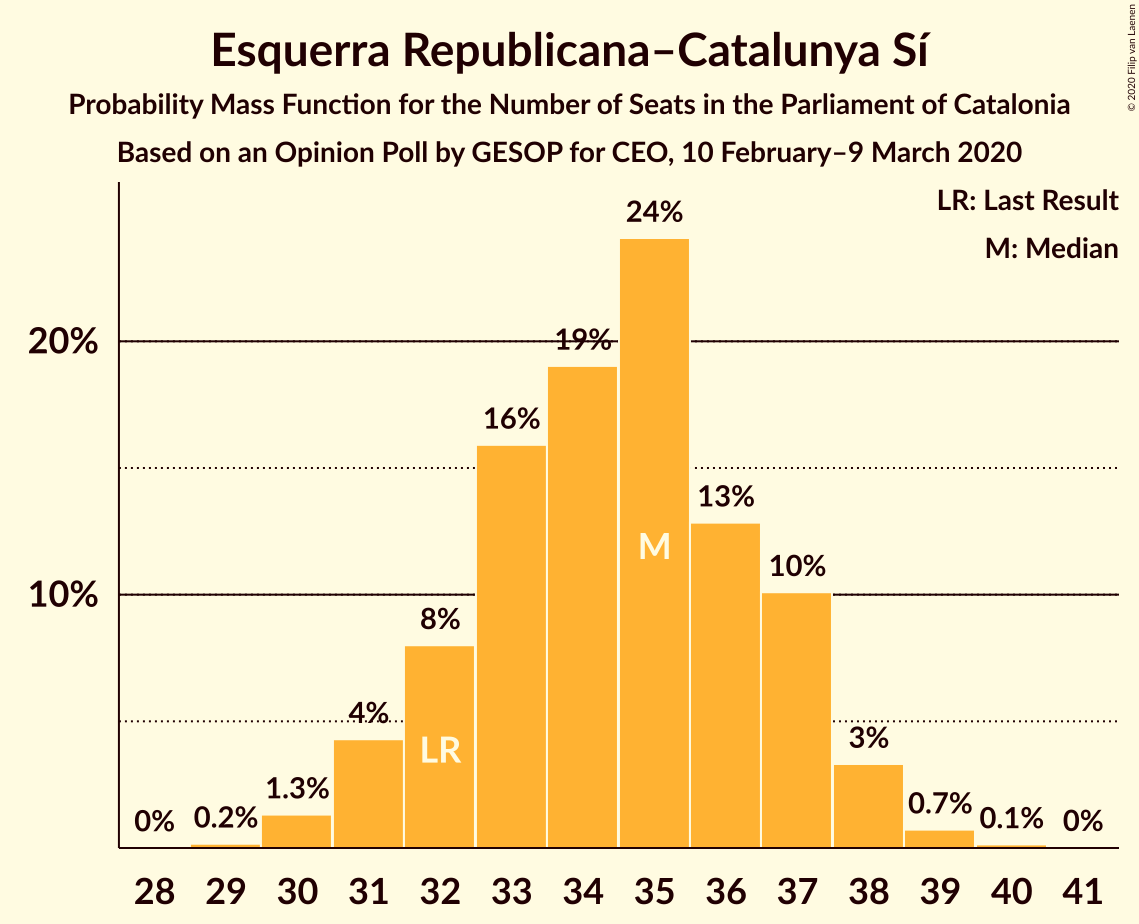 Esquerra Republicana–Catalunya Sí
Probability Mass Function for the Number of Seats in the Parliament of Catalonia
Based on an Opinion Poll by GESOP for CEO, 10 February–9 March 2020
© 2020 Filip van Laenen
LR: Last Result
M: Median
24%
20%
19%
16%
13%
M
10%
10%
8%
4%
LR
3%
1.3%
0.7%
0%
0.2%
0.1%
0%
28 29 30 31 32 33 34 35 36 37 38 39 40 41